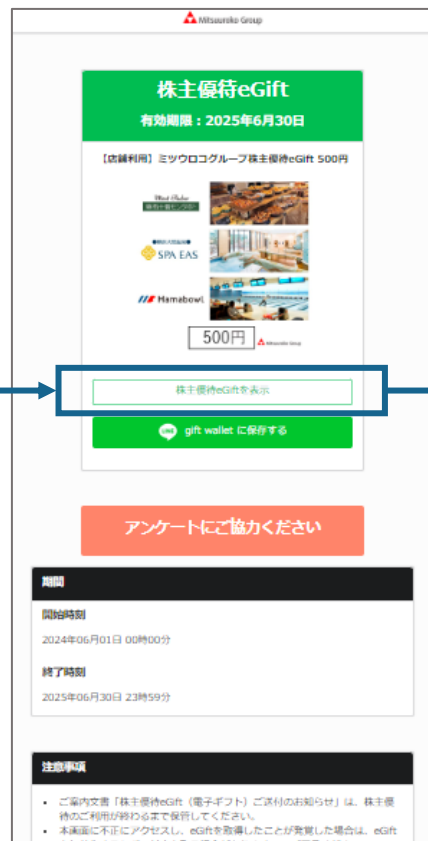 Mitsuuroko Group
株主優待eGift
有効期限：2025年6月30日
【店舗利用】ミツウロコグループ株主優待eGift 500円
SPA EAS
Hamabowl
500円
Mitsuuroko Group
株主優待eGiftを表示
LINE gift wallet に保存する
アンケートにご協力ください
期間
開始時刻
2024年06月01日 00時00分
終了時刻
2025年06月30日 23時59分
注意事項
• ご案内文書「株主優待eGift（電子ギフト）ご送付のお知らせ」は、株主優
待のご利用が終わるまで保管してください。
• 本画面に不正にアクセスし、eGiftを取得したことが発覚した場合は、eGift